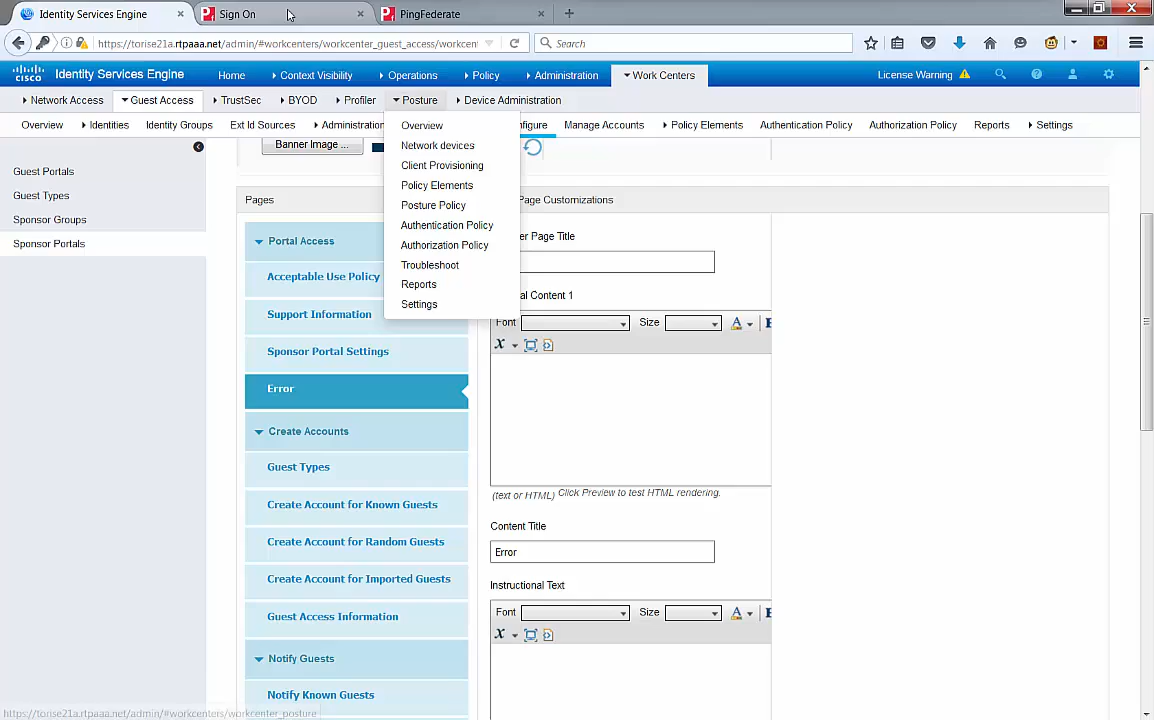 Identity Services Engine
Sign On
PingFederate
https://torise21a.rtpaaa.net/admin/#workcenters/workcenter_guest_access/workcen
Search
CISCO
Identity Services Engine
Home
Context Visibility
Operations
Policy
Administration
Work Centers
License Warning
Network Access
Guest Access
TrustSec
BYOD
Profiler
Posture
Device Administration
Overview
Identities
Identity Groups
Ext Id Sources
Administration
figure
Manage Accounts
Policy Elements
Authentication Policy
Authorization Policy
Reports
Settings
Overview
Network devices
Client Provisioning
Policy Elements
Posture Policy
Authentication Policy
Authorization Policy
Troubleshoot
Reports
Settings
Guest Portals
Guest Types
Sponsor Groups
Sponsor Portals
Banner Image ...
Pages
Page Customizations
Portal Access
Acceptable Use Policy
Support Information
Sponsor Portal Settings
Error
Create Accounts
Guest Types
Create Account for Known Guests
Create Account for Random Guests
Create Account for Imported Guests
Guest Access Information
Notify Guests
Notify Known Guests
er Page Title
al Content 1
Font
Size
(text or HTML) Click Preview to test HTML rendering.
Content Title
Error
Instructional Text
Font
Size
https://torise21a.rtpaaa.net/admin/#workcenters/workcenter_posture